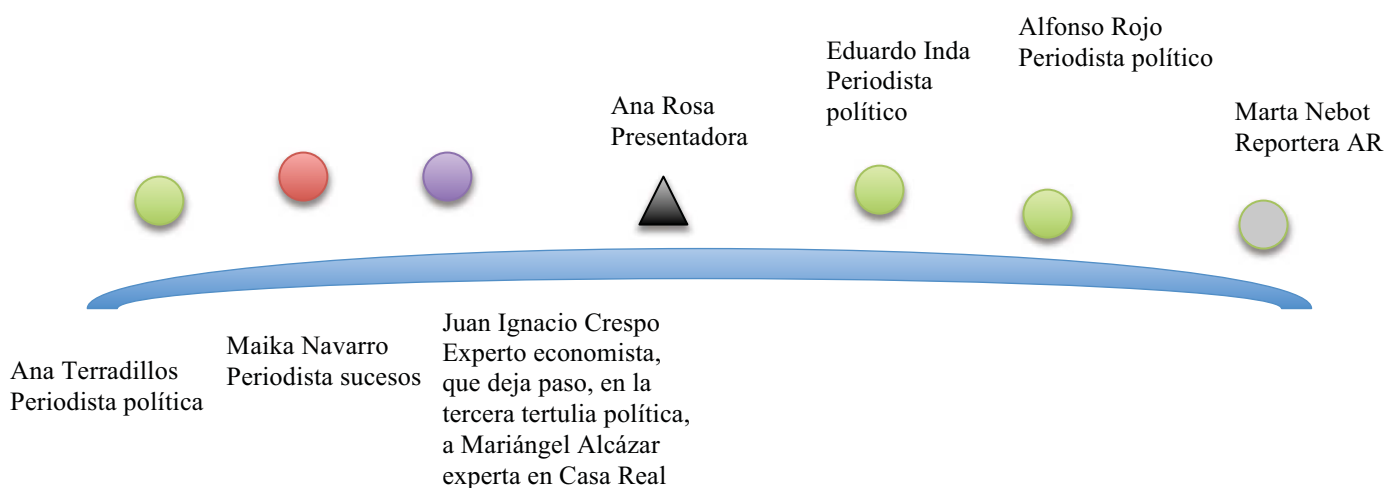 Alfonso Rojo
Periodista político
Eduardo Inda
Periodista
político
Ana Rosa
Presentadora
Marta Nebot
Reportera AR
Ana Terradillos
Periodista política
Maika Navarro
Periodista sucesos
Juan Ignacio Crespo
Experto economista,
que deja paso, en la
tercera tertulia política,
a Mariángel Alcázar
experta en Casa Real